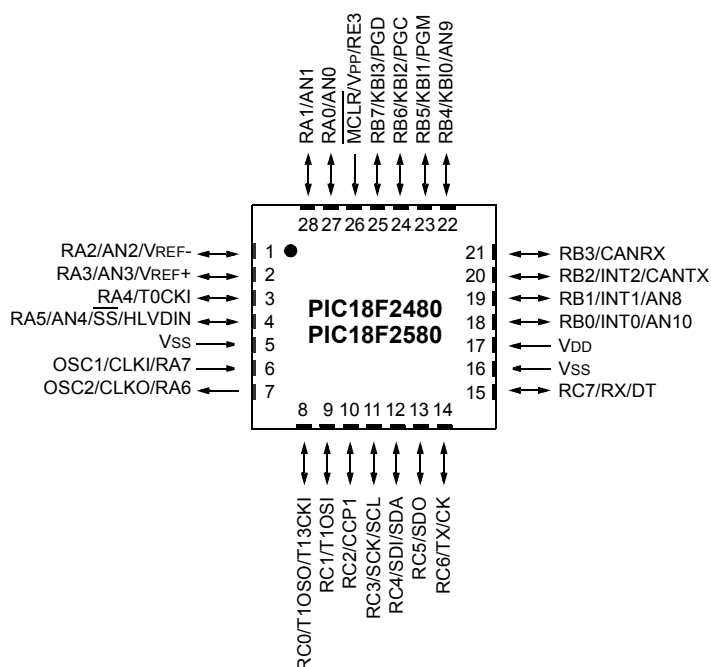 RA1/AN1
RA0/AN0
MCLR/VPP/RE3
RB7/KBI3/PGD
RB6/KBI2/PGC
RB5/KBI1/PGM
RB4/KBI0/AN9
28 27 26 25 24 23 22
RA2/AN2/VREF- 1 21 RB3/CANRX
RA3/AN3/VREF+ 2 20 RB2/INT2/CANTX
RA4/T0CKI 3 19 RB1/INT1/AN8
RA5/AN4/SS/HLVDIN 4 18 RB0/INT0/AN10
VSS 5 17 VDD
OSC1/CLKI/RA7 6 16 VSS
OSC2/CLKO/RA6 7 15 RC7/RX/DT
PIC18F2480
PIC18F2580
8 9 10 11 12 13 14
RC0/T1OSO/T13CKI
RC1/T1OSI
RC2/CCP1
RC3/SCK/SCL
RC4/SDI/SDA
RC5/SDO
RC6/TX/CK